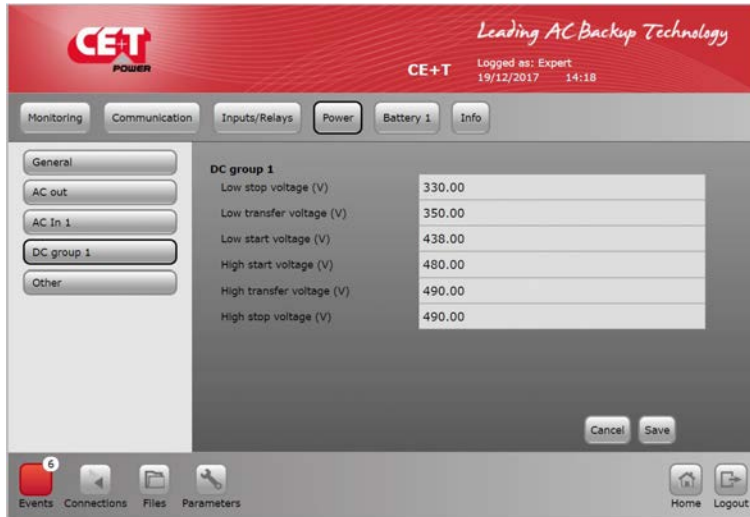 CE+T
POWER
Leading AC Backup Technology
CE+T
Logged as: Expert
19/12/2017 14:18
Monitoring Communication Inputs/Relays Power Battery 1 Info
General
AC out
AC In 1
DC group 1
Other
DC group 1
Low stop voltage (V) 330.00
Low transfer voltage (V) 350.00
Low start voltage (V) 438.00
High start voltage (V) 480.00
High transfer voltage (V) 490.00
High stop voltage (V) 490.00
Cancel Save
6
Events Connections Files Parameters Home Logout